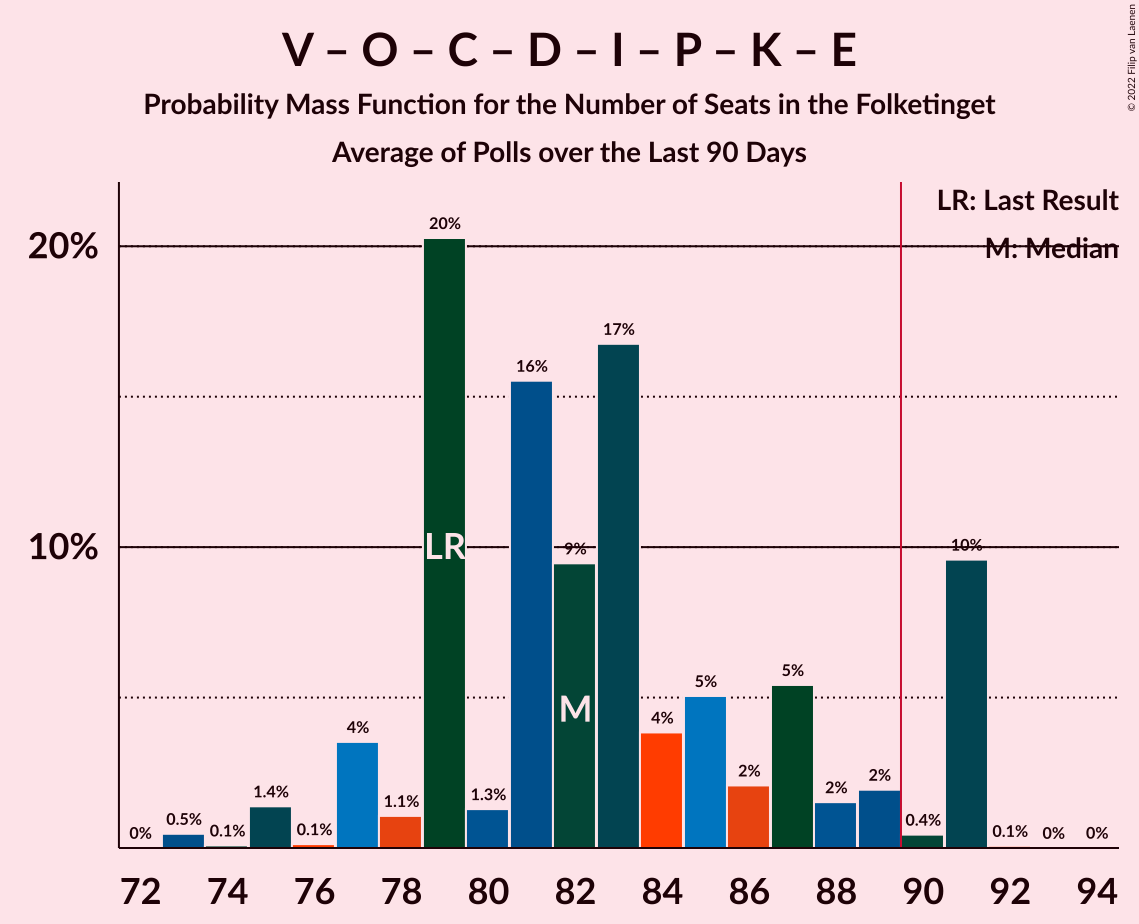 V – O – C – D – I – P – K – E
Probability Mass Function for the Number of Seats in the Folketinget
Average of Polls over the Last 90 Days
© 2022 Filip van Laenen
LR: Last Result
M: Median
20%
10%
0%
0.5%
0.1%
1.4%
0.1%
4%
1.1%
20%
1.3%
16%
9%
17%
4%
5%
2%
5%
2%
2%
0.4%
10%
0.1%
0%
0%
LR
M
72 74 76 78 80 82 84 86 88 90 92 94